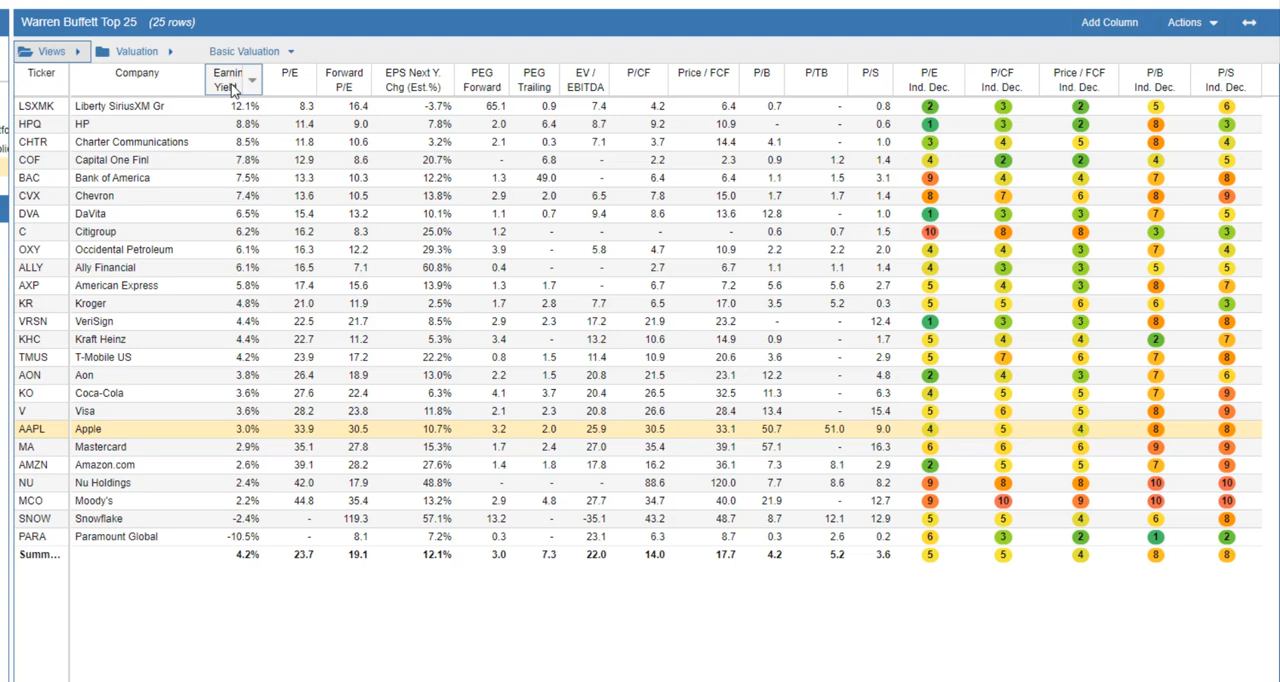 Warren Buffett Top 25 (25 rows) Add Column Actions
Views Valuation Basic Valuation
Ticker Company Earnin P/E Forward EPS Next Y. PEG PEG EV / P/CF Price / FCF P/B P/TB P/S P/E P/CF Price / FCF P/B P/S
Yield P/E Chg (Est.%) Forward Trailing EBITDA Ind. Dec. Ind. Dec. Ind. Dec. Ind. Dec. Ind. Dec.
LSXMK Liberty SiriusXM Gr 12.1% 8.3 16.4 -3.7% 65.1 0.9 7.4 4.2 6.4 0.7 - 0.8 2 3 2 5 6
HPQ HP 8.8% 11.4 9.0 7.8% 2.0 6.4 8.7 9.2 10.9 - - 0.6 1 3 2 8 3
CHTR Charter Communications 8.5% 11.8 10.6 3.2% 2.1 0.3 7.1 3.7 14.4 4.1 - 1.0 3 4 5 8 4
COF Capital One Finl 7.8% 12.9 8.6 20.7% - 6.8 - 2.2 2.3 0.9 1.2 1.4 4 2 2 4 5
BAC Bank of America 7.5% 13.3 10.3 12.2% 1.3 49.0 - 6.4 6.4 1.1 1.5 3.1 9 4 4 7 8
CVX Chevron 7.4% 13.6 10.5 13.8% 2.9 2.0 6.5 7.8 15.0 1.7 1.7 1.4 8 7 6 8 9
DVA DaVita 6.5% 15.4 13.2 10.1% 1.1 0.7 9.4 8.6 13.6 12.8 - 1.0 1 3 3 7 5
C Citigroup 6.2% 16.2 8.3 25.0% 1.2 - - - - 0.6 0.7 1.5 10 8 8 3 3
OXY Occidental Petroleum 6.1% 16.3 12.2 29.3% 3.9 - 5.8 4.7 10.9 2.2 2.2 2.0 4 4 3 7 4
ALLY Ally Financial 6.1% 16.5 7.1 60.8% 0.4 - - 2.7 6.7 1.1 1.1 1.4 4 3 3 5 5
AXP American Express 5.8% 17.4 15.6 13.9% 1.3 1.7 - 6.7 7.2 5.6 5.6 2.7 5 4 3 8 7
KR Kroger 4.8% 21.0 11.9 2.5% 1.7 2.8 7.7 6.5 17.0 3.5 5.2 0.3 5 5 6 6 3
VRSN VeriSign 4.4% 22.5 21.7 8.5% 2.9 2.3 17.2 21.9 23.2 - - 12.4 1 3 3 8 8
KHC Kraft Heinz 4.4% 22.7 11.2 5.3% 3.4 - 13.2 10.6 14.9 0.9 - 1.7 5 4 4 2 7
TMUS T-Mobile US 4.2% 23.9 17.2 22.2% 0.8 1.5 11.4 10.9 20.6 3.6 - 2.9 5 7 6 7 8
AON Aon 3.8% 26.4 18.9 13.0% 2.2 1.5 20.8 21.5 23.1 12.2 - 4.8 2 4 3 7 6
KO Coca-Cola 3.6% 27.6 22.4 6.3% 4.1 3.7 20.4 26.5 32.5 11.3 - 6.3 4 5 5 7 9
V Visa 3.6% 28.2 23.8 11.8% 2.1 2.3 20.8 26.6 28.4 13.4 - 15.4 5 6 5 8 9
AAPL Apple 3.0% 33.9 30.5 10.7% 3.2 2.0 25.9 30.5 33.1 50.7 51.0 9.0 4 5 4 8 8
MA Mastercard 2.9% 35.1 27.8 15.3% 1.7 2.4 27.0 35.4 39.1 57.1 - 16.3 6 6 6 9 9
AMZN Amazon.com 2.6% 39.1 28.2 27.6% 1.4 1.8 17.8 16.2 36.1 7.3 8.1 2.9 2 5 5 7 9
NU Nu Holdings 2.4% 42.0 17.9 48.8% - - - 88.6 120.0 7.7 8.6 8.2 9 8 8 10 10
MCO Moody's 2.2% 44.8 35.4 13.2% 2.9 4.8 27.7 34.7 40.0 21.9 - 12.7 9 10 9 10 10
SNOW Snowflake -2.4% - 119.3 57.1% 13.2 - -35.1 43.2 48.7 8.7 12.1 12.9 5 5 4 6 8
PARA Paramount Global -10.5% - 8.1 7.2% 0.3 - 23.1 6.3 8.7 0.3 2.6 0.2 6 3 2 1 2
Summ... 4.2% 23.7 19.1 12.1% 3.0 7.3 22.0 14.0 17.7 4.2 5.2 3.6 5 5 4 8 8